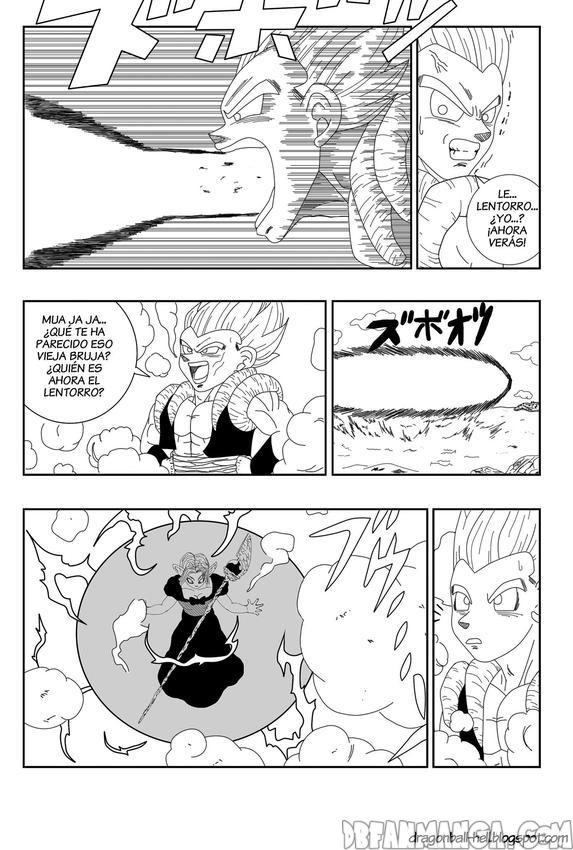 LE...
LENTORRO...
¿YO...?
¡AHORA
VERÁS!
ズボオツ
MUA JA JA...
¿QUÉ TE HA
PARECIDO ESO
VIEJA BRUJA?
¿QUIÉN ES
AHORA EL
LENTORRO?
dragonball-hel.blogspot.com
DBFANMANGA.COM